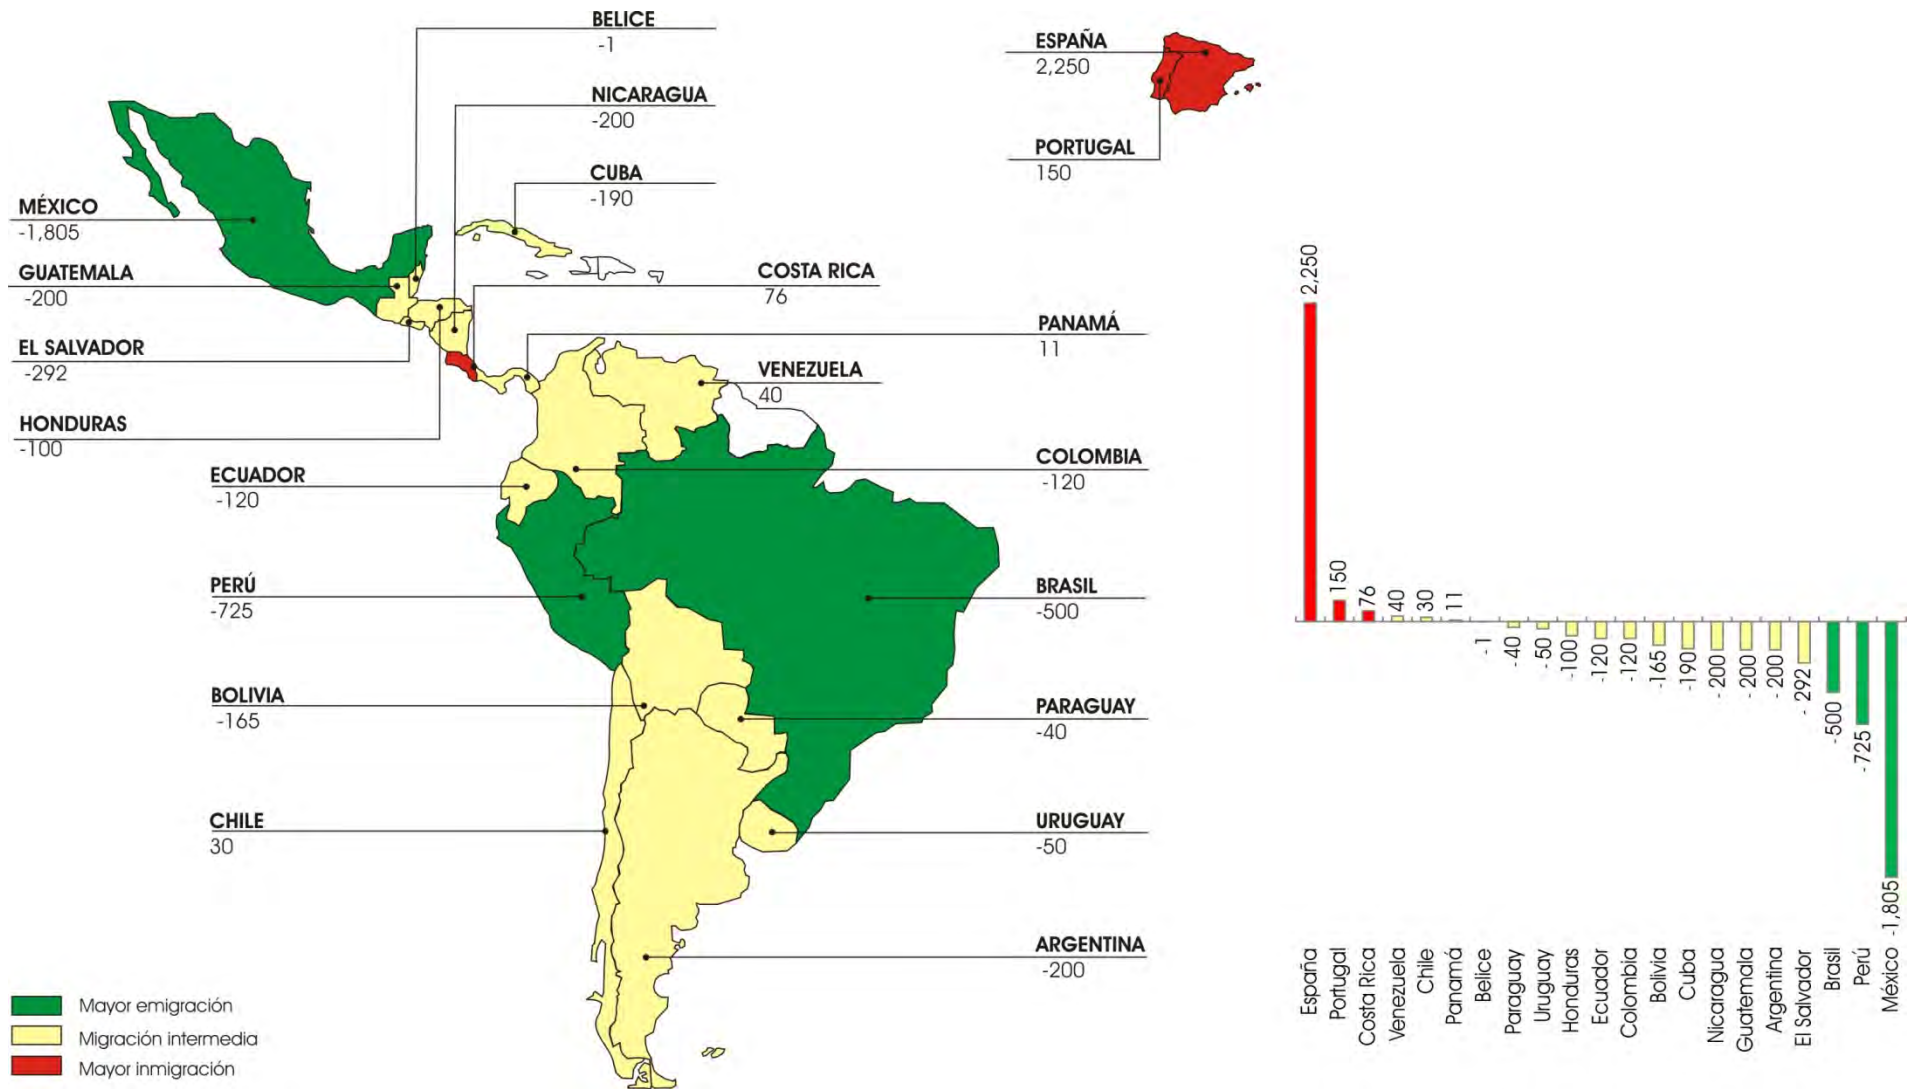 BELICE
-1
NICARAGUA
-200
CUBA
-190
MÉXICO
-1,805
GUATEMALA
-200
EL SALVADOR
-292
HONDURAS
-100
COSTA RICA
76
PANAMÁ
11
VENEZUELA
40
ECUADOR
-120
COLOMBIA
-120
PERÚ
-725
BRASIL
-500
BOLIVIA
-165
PARAGUAY
-40
CHILE
30
URUGUAY
-50
ARGENTINA
-200
ESPAÑA
2,250
PORTUGAL
150
Mayor emigración
Migración intermedia
Mayor inmigración
2,250
150
76
40
30
11
-1
-40
-50
-100
-120
-120
-165
-190
-200
-200
-200
-292
-500
-725
-1,805
España
Portugal
Costa Rica
Venezuela
Chile
Panamá
Belice
Paraguay
Uruguay
Honduras
Ecuador
Colombia
Bolivia
Cuba
Nicaragua
Guatemala
Argentina
El Salvador
Brasil
Perú
México